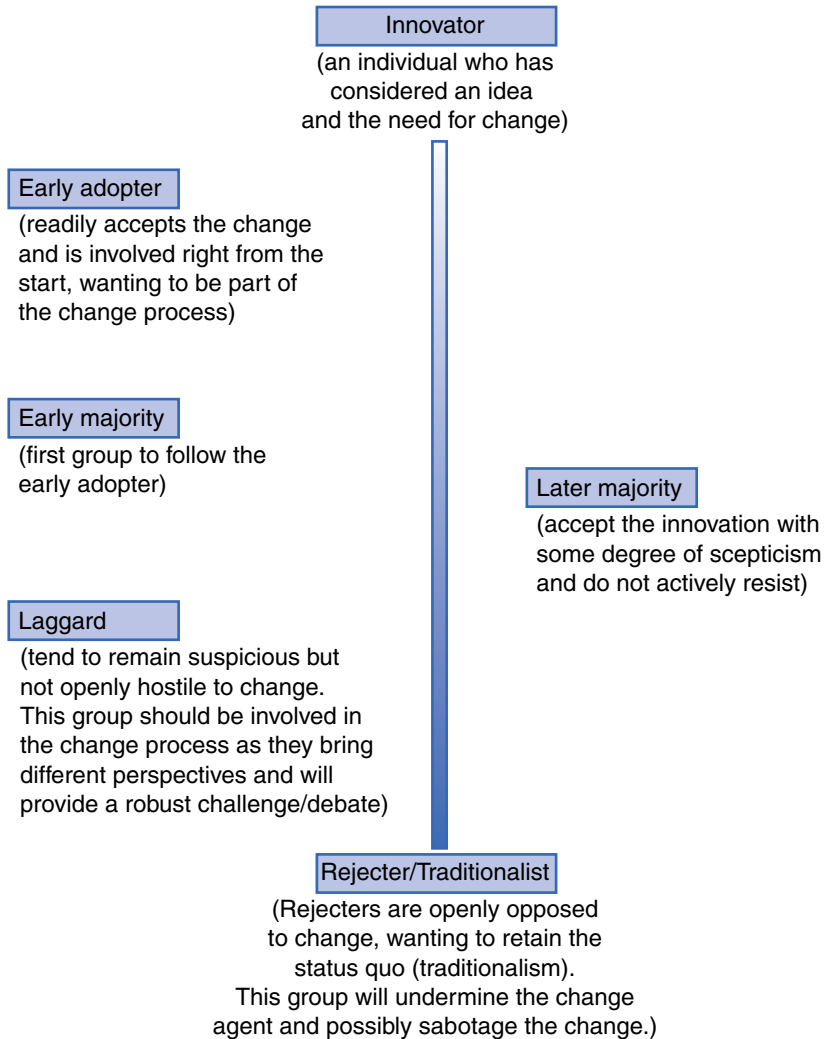 Innovator
(an individual who has
considered an idea
and the need for change)
Early adopter
(readily accepts the change
and is involved right from the
start, wanting to be part of
the change process)
Early majority
(first group to follow the
early adopter)
Later majority
(accept the innovation with
some degree of scepticism
and do not actively resist)
Laggard
(tend to remain suspicious but
not openly hostile to change.
This group should be involved in
the change process as they bring
different perspectives and will
provide a robust challenge/debate)
Rejecter/Traditionalist
(Rejecters are openly opposed
to change, wanting to retain the
status quo (traditionalism).
This group will undermine the change
agent and possibly sabotage the change.)